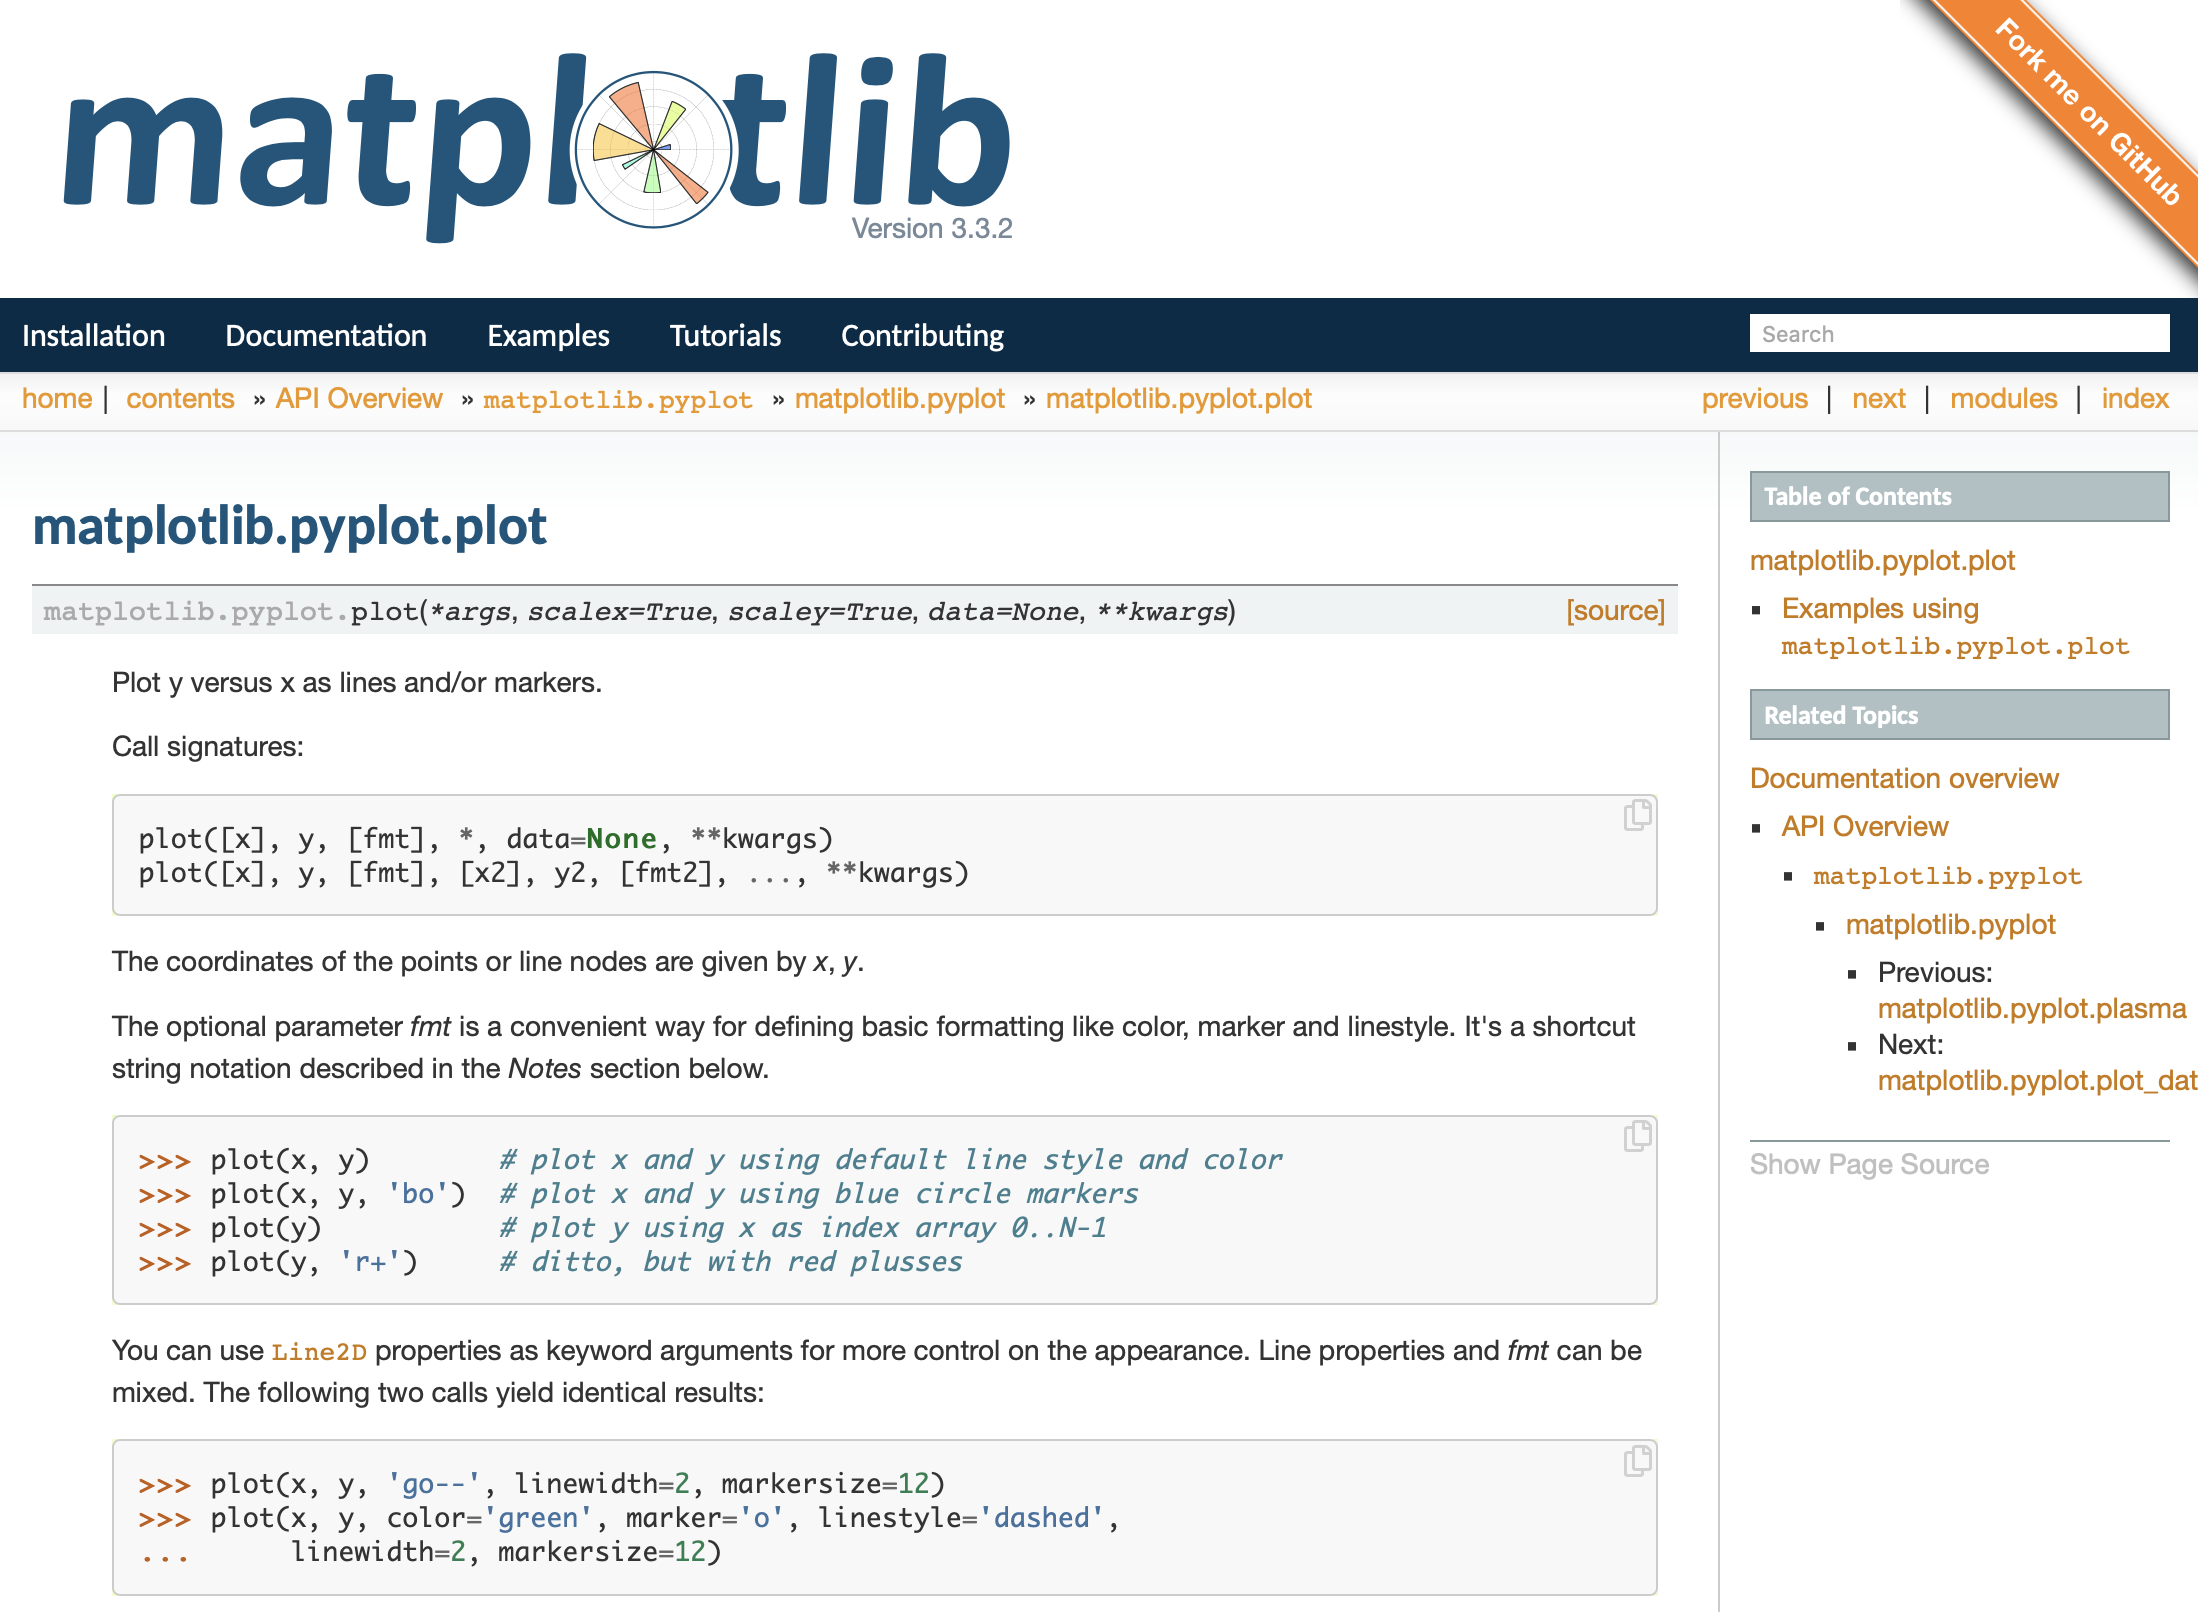 matplotlib
Version 3.3.2
Fork me on GitHub
Installation Documentation Examples Tutorials Contributing Search
home | contents » API Overview » matplotlib.pyplot » matplotlib.pyplot » matplotlib.pyplot.plot previous | next | modules | index
matplotlib.pyplot.plot
matplotlib.pyplot.plot(*args, scalex=True, scaley=True, data=None, **kwargs) [source]
Plot y versus x as lines and/or markers.
Call signatures:
plot([x], y, [fmt], *, data=None, **kwargs)
plot([x], y, [fmt], [x2], y2, [fmt2], ..., **kwargs)
The coordinates of the points or line nodes are given by x, y.
The optional parameter fmt is a convenient way for defining basic formatting like color, marker and linestyle. It's a shortcut
string notation described in the Notes section below.
>>> plot(x, y)        # plot x and y using default line style and color
>>> plot(x, y, 'bo')  # plot x and y using blue circle markers
>>> plot(y)           # plot y using x as index array 0..N-1
>>> plot(y, 'r+')     # ditto, but with red plusses
You can use Line2D properties as keyword arguments for more control on the appearance. Line properties and fmt can be
mixed. The following two calls yield identical results:
>>> plot(x, y, 'go--', linewidth=2, markersize=12)
>>> plot(x, y, color='green', marker='o', linestyle='dashed',
...      linewidth=2, markersize=12)
Table of Contents
matplotlib.pyplot.plot
Examples using
matplotlib.pyplot.plot
Related Topics
Documentation overview
API Overview
matplotlib.pyplot
matplotlib.pyplot
Previous:
matplotlib.pyplot.plasma
Next:
matplotlib.pyplot.plot_dat
Show Page Source